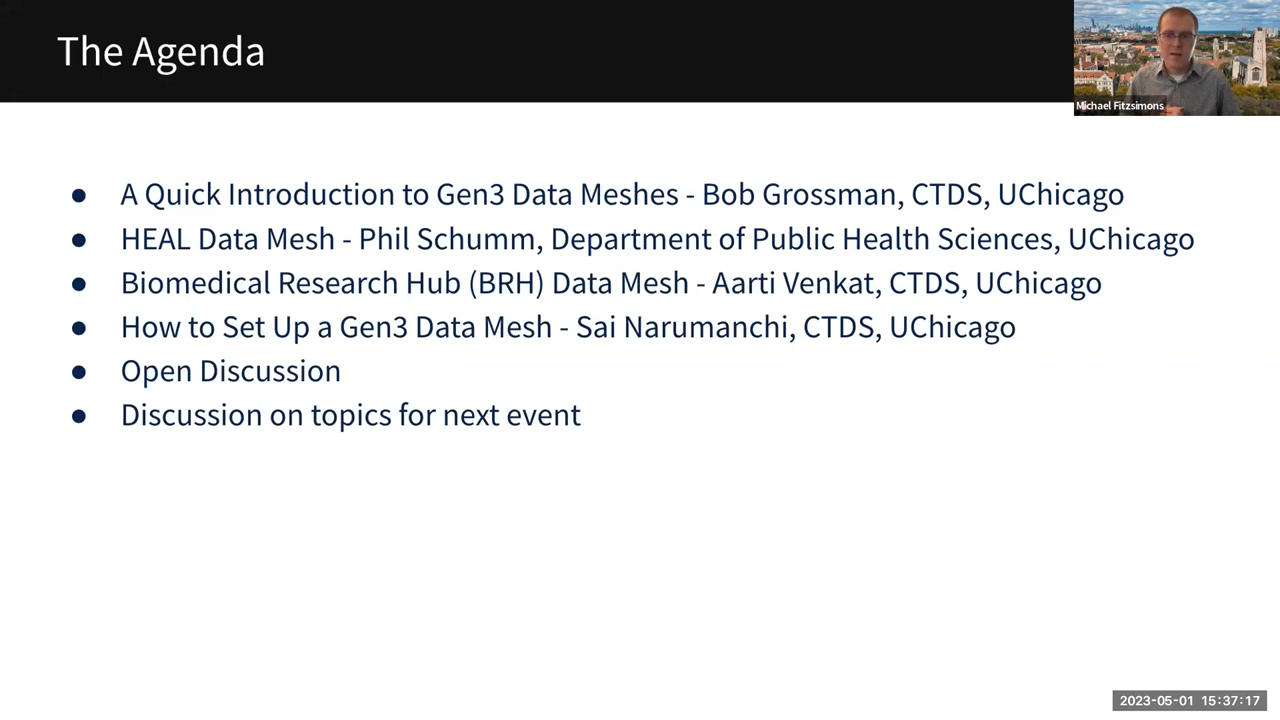 The Agenda
Michael Fitzsimons
● A Quick Introduction to Gen3 Data Meshes - Bob Grossman, CTDS, UChicago
● HEAL Data Mesh - Phil Schumm, Department of Public Health Sciences, UChicago
● Biomedical Research Hub (BRH) Data Mesh - Aarti Venkat, CTDS, UChicago
● How to Set Up a Gen3 Data Mesh - Sai Narumanchi, CTDS, UChicago
● Open Discussion
● Discussion on topics for next event
2023-05-01 15:37:17